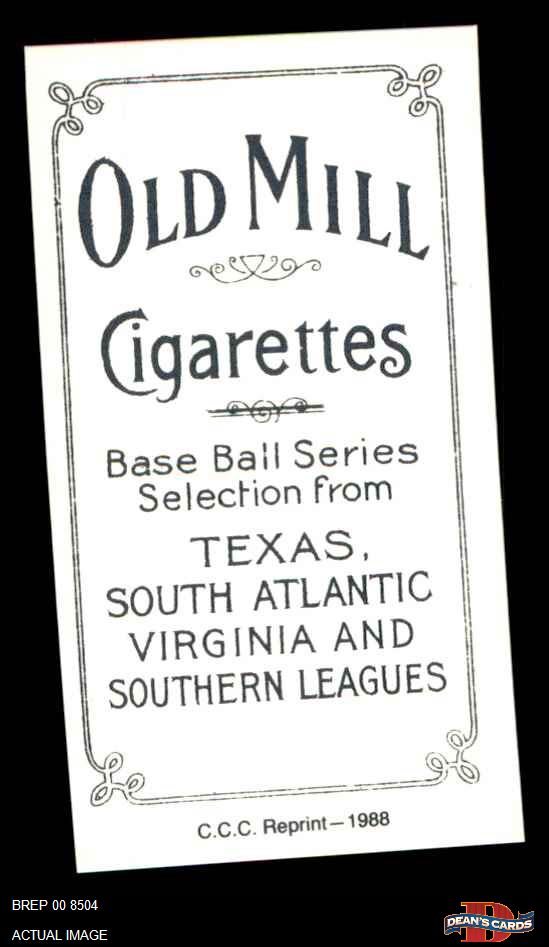 OLD MILL
Cigarettes
Base Ball Series
Selection from
TEXAS,
SOUTH ATLANTIC
VIRGINIA AND
SOUTHERN LEAGUES
C.C.C. Reprint—1988
BREP 00 8504
ACTUAL IMAGE
D
DEAN'S CARDS